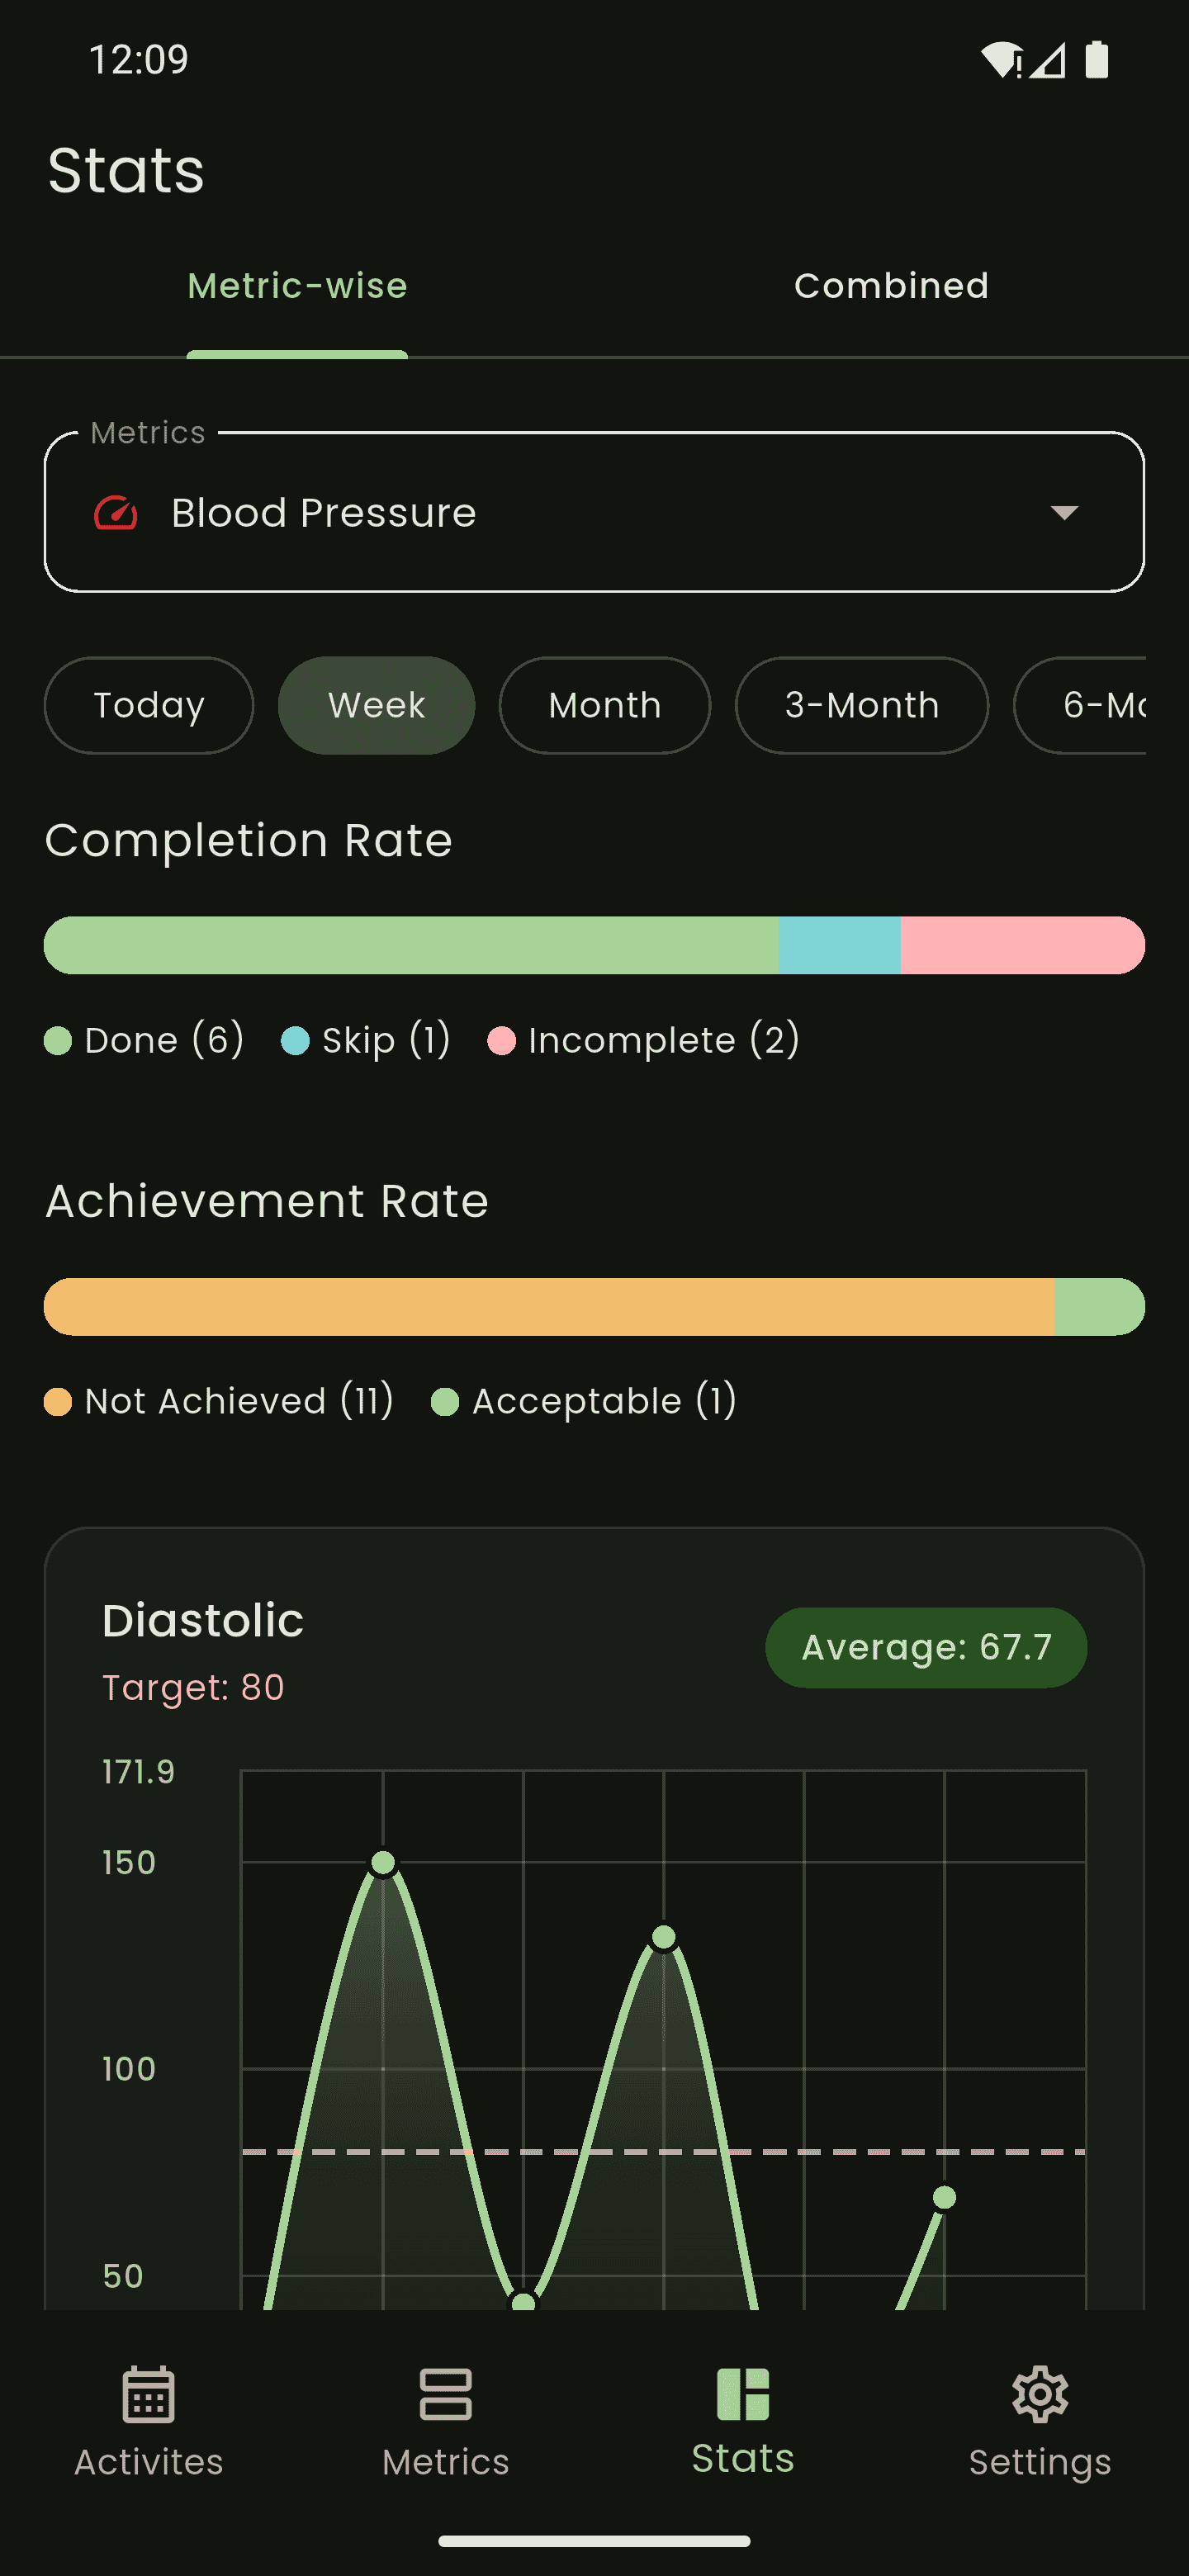 12:09
Stats
Metric-wise Combined
Metrics
Blood Pressure
Today Week Month 3-Month 6-Mo
Completion Rate
Done (6) Skip (1) Incomplete (2)
Achievement Rate
Not Achieved (11) Acceptable (1)
Diastolic
Average: 67.7
Target: 80
171.9
150
100
50
Activites Metrics Stats Settings